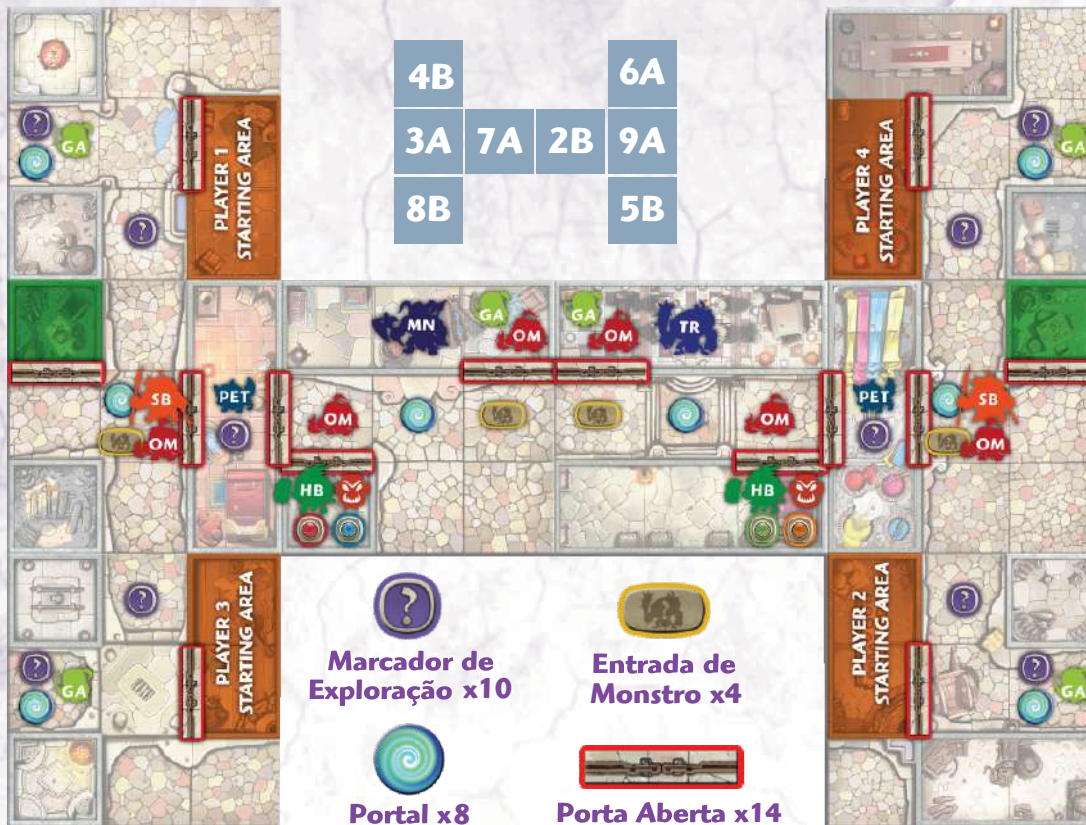 4B
6A
3A 7A 2B 9A
8B
5B
?
GA
PLAYER 1
STARTING AREA
?
PLAYER 4
STARTING AREA
?
GA
?
MN
GA
OM
GA
OM
TR
SB
OM
PET
?
OM
OM
PET
?
SB
OM
HB
HB
?
PLAYER 3
STARTING AREA
?
GA
PLAYER 2
STARTING AREA
?
?
GA
?
Marcador de
Exploração x10
?
Entrada de
Monstro x4
Portal x8
Porta Aberta x14